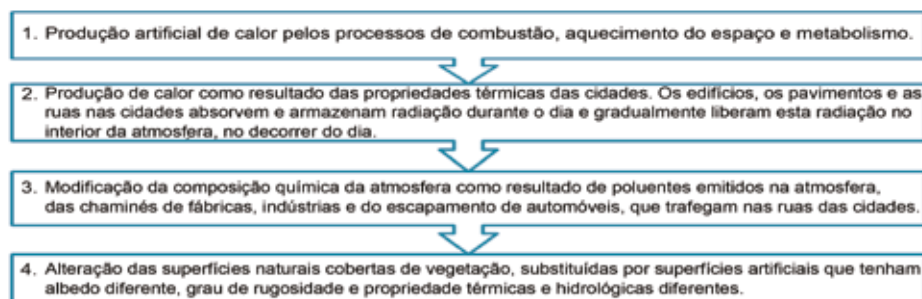 1. Produção artificial de calor pelos processos de combustão, aquecimento do espaço e metabolismo.
2. Produção de calor como resultado das propriedades térmicas das cidades. Os edifícios, os pavimentos e as
ruas nas cidades absorvem e armazenam radiação durante o dia e gradualmente liberam esta radiação no
interior da atmosfera, no decorrer do dia.
3. Modificação da composição química da atmosfera como resultado de poluentes emitidos na atmosfera,
das chaminés de fábricas, indústrias e do escapamento de automóveis, que trafegam nas ruas das cidades.
4. Alteração das superfícies naturais cobertas de vegetação, substituídas por superfícies artificiais que tenham
albedo diferente, grau de rugosidade e propriedade térmicas e hidrológicas diferentes.